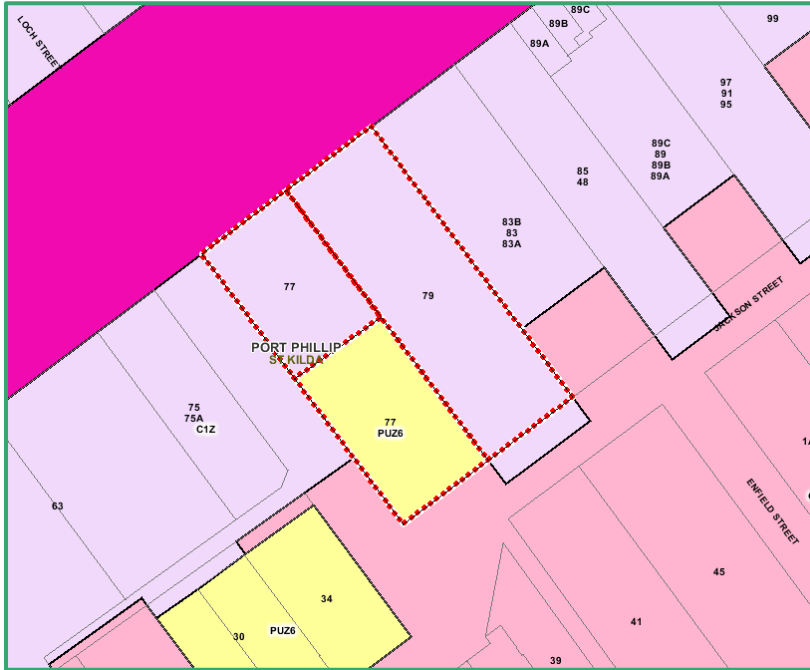 LOCH STREET
89C
89B
89A
99
97
91
95
89C
89
89B
89A
85
48
83B
83
83A
77
79
JACKSON STREET
PORT PHILLIP
ST KILDA
75
75A
C1Z
77
PUZ6
63
ENFIELD STREET
34
PUZ6
30
45
41
39